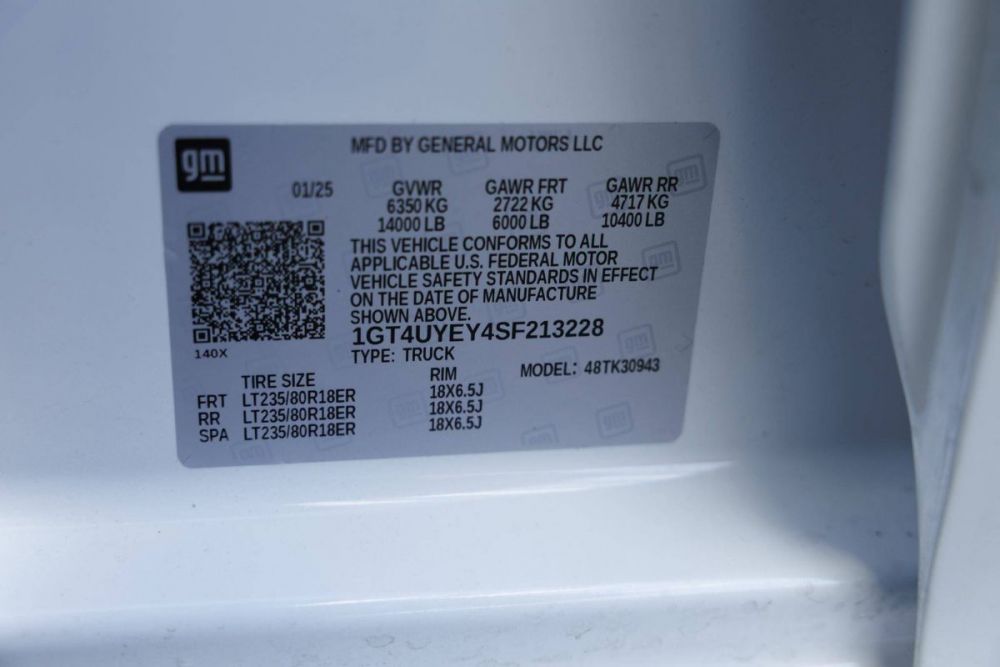 gm
MFD BY GENERAL MOTORS LLC
01/25 GVWR GAWR FRT GAWR RR
6350 KG 2722 KG 4717 KG
14000 LB 6000 LB 10400 LB
THIS VEHICLE CONFORMS TO ALL
APPLICABLE U.S. FEDERAL MOTOR
VEHICLE SAFETY STANDARDS IN EFFECT
ON THE DATE OF MANUFACTURE
SHOWN ABOVE.
1GT4UYEY4SF213228
140X
TYPE: TRUCK
MODEL: 48TK30943
TIRE SIZE RIM
FRT LT235/80R18ER 18X6.5J
RR LT235/80R18ER 18X6.5J
SPA LT235/80R18ER 18X6.5J